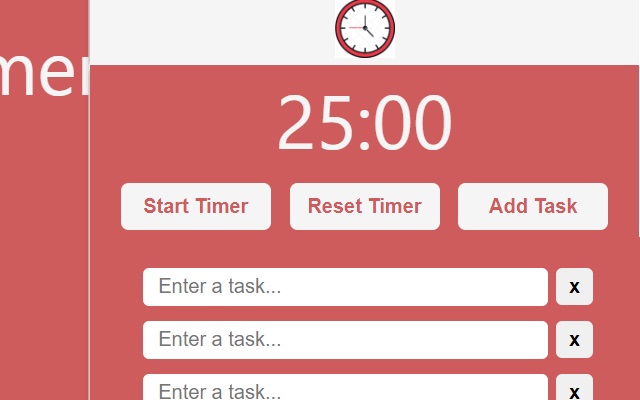 mer
25:00
Start Timer Reset Timer Add Task
Enter a task... x
Enter a task... x
Enter a task...